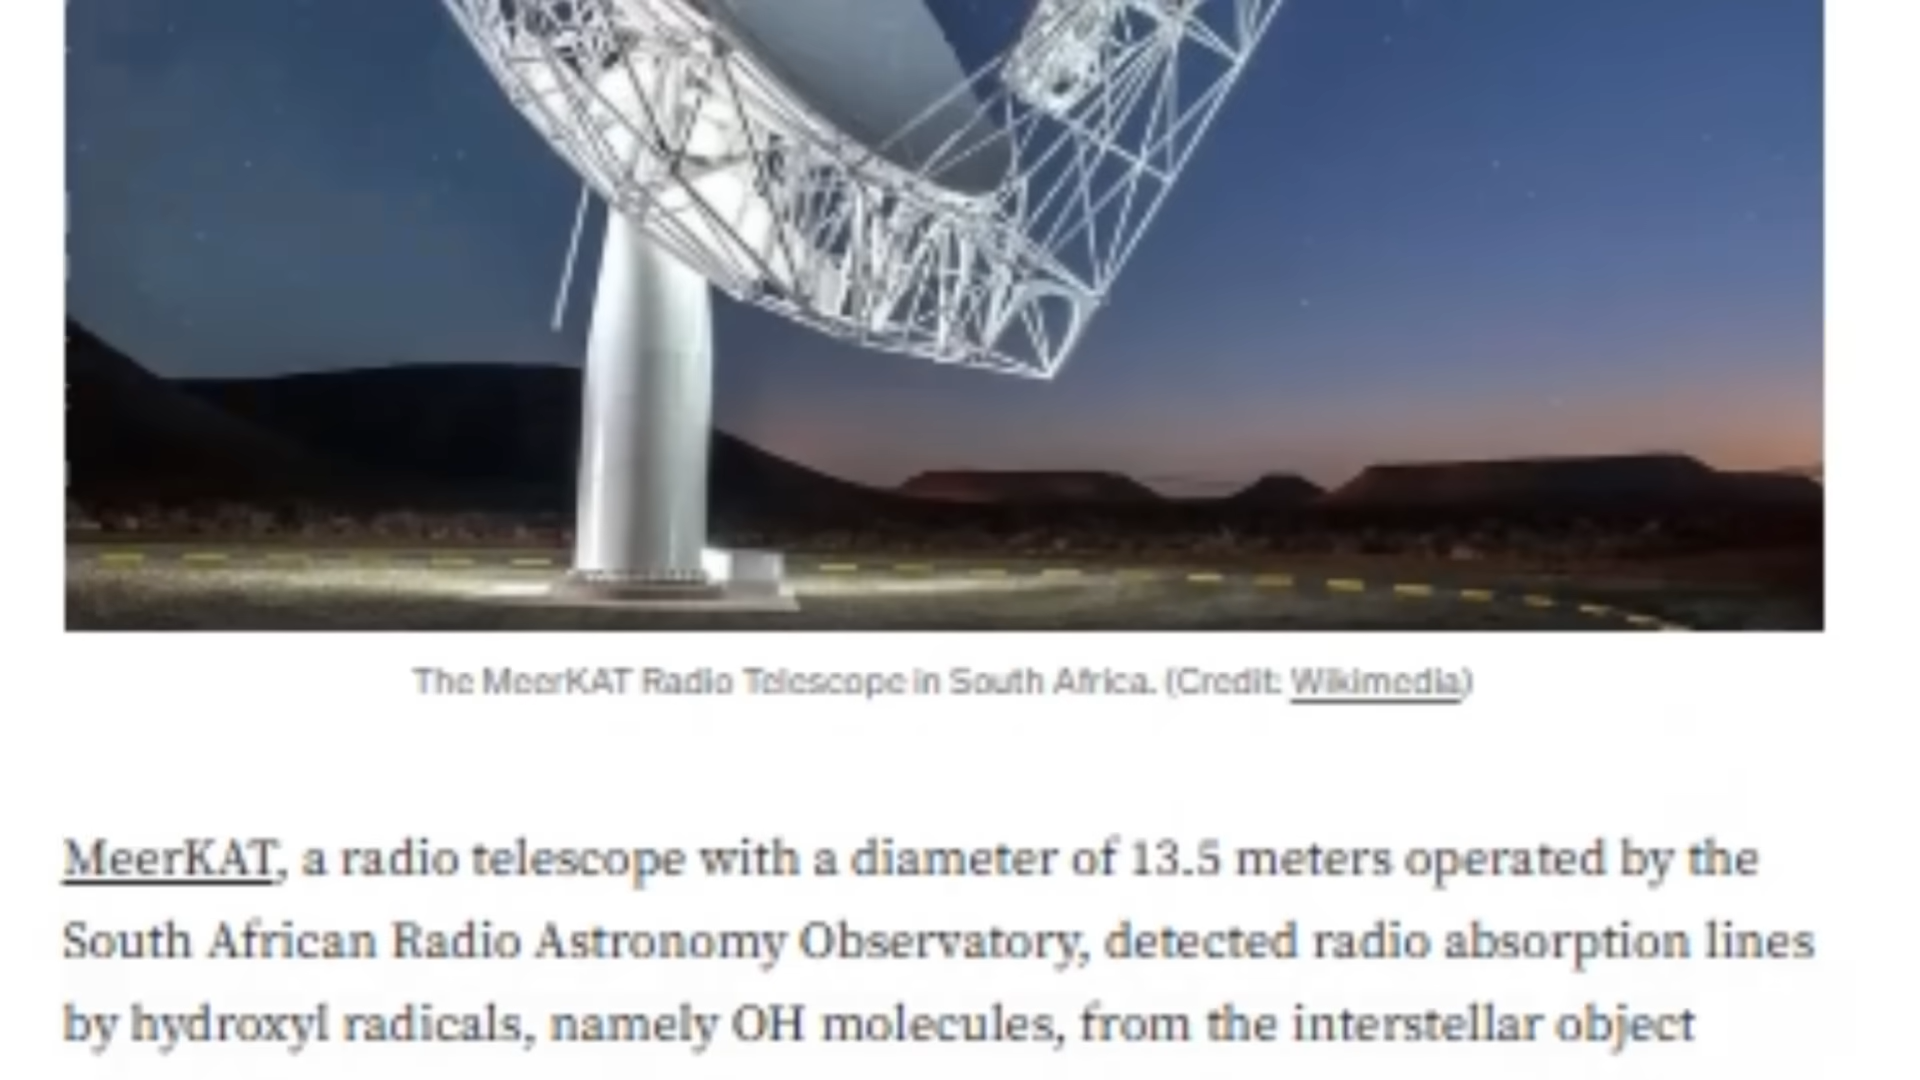 The MeerKAT Radio Telescope in South Africa. (Credit: Wikimedia)
MeerKAT, a radio telescope with a diameter of 13.5 meters operated by the
South African Radio Astronomy Observatory, detected radio absorption lines
by hydroxyl radicals, namely OH molecules, from the interstellar object